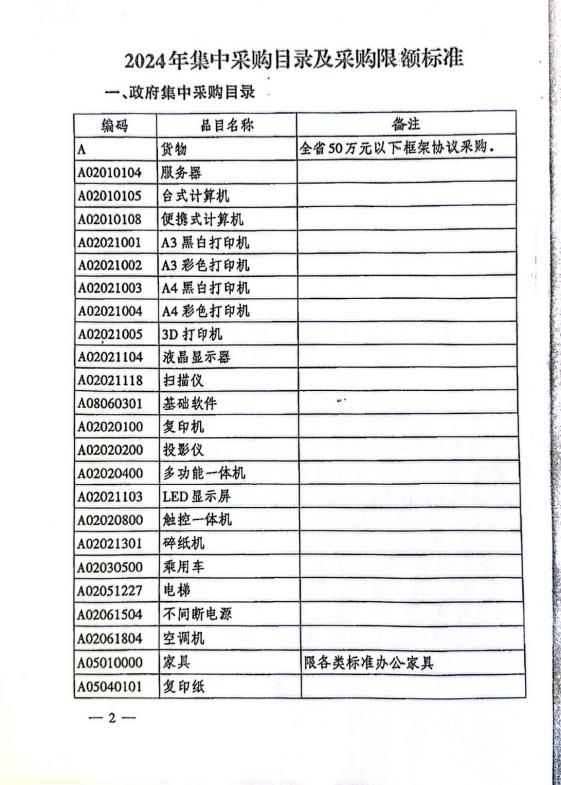 2024年集中采购目录及采购限额标准
一、政府集中采购目录
编码 品目名称 备注
A 货物 全省50万元以下框架协议采购。
A02010104 服务器
A02010105 台式计算机
A02010108 便携式计算机
A02021001 A3黑白打印机
A02021002 A3彩色打印机
A02021003 A4黑白打印机
A02021004 A4彩色打印机
A02021005 3D打印机
A02021104 液晶显示器
A02021118 扫描仪
A08060301 基础软件
A02020100 复印机
A02020200 投影仪
A02020400 多功能一体机
A02021103 LED显示屏
A02020800 触控一体机
A02021301 碎纸机
A02030500 乘用车
A02051227 电梯
A02061504 不间断电源
A02061804 空调机
A05010000 家具 限各类标准办公家具
A05040101 复印纸
— 2 —